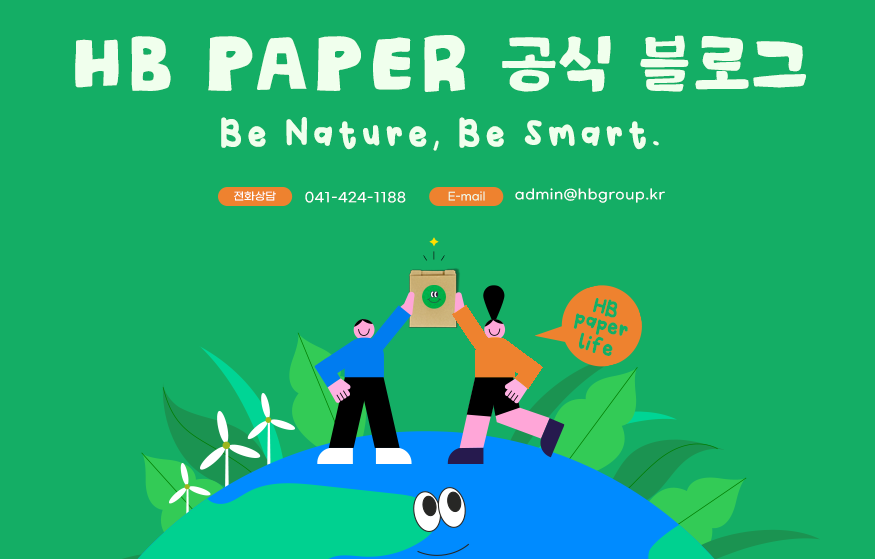 HB PAPER 공식 블로그
Be Nature, Be Smart.
전화상담 041-424-1188 E-mail admin@hbgroup.kr
HB
paper
life